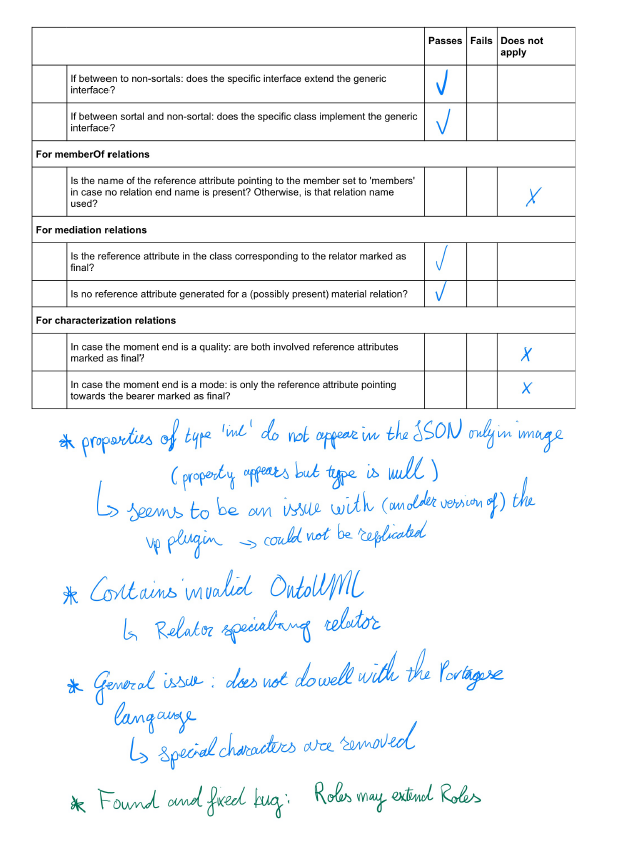 Passes Fails Does not
apply
If between to non-sortals: does the specific interface extend the generic
interface?
✓
If between sortal and non-sortal: does the specific class implement the generic
interface?
✓
For memberOf relations
Is the name of the reference attribute pointing to the member set to 'members'
in case no relation end name is present? Otherwise, is that relation name
used?
X
For mediation relations
Is the reference attribute in the class corresponding to the relator marked as
final?
✓
Is no reference attribute generated for a (possibly present) material relation?
✓
For characterization relations
In case the moment end is a quality: are both involved reference attributes
marked as final?
X
In case the moment end is a mode: is only the reference attribute pointing
towards the bearer marked as final?
X
* properties of type 'int' do not appear in the JSON only in image
(property appears but type is null)
↳ seems to be an issue with (an older version of) the
vp plugin → could not be replicated
* Contains invalid OntoUML
↳ Relator specialising relator
* General issue: does not do well with the Portugese
langauge
↳ special characters are removed
* Found and fixed bug: Roles may extend Roles